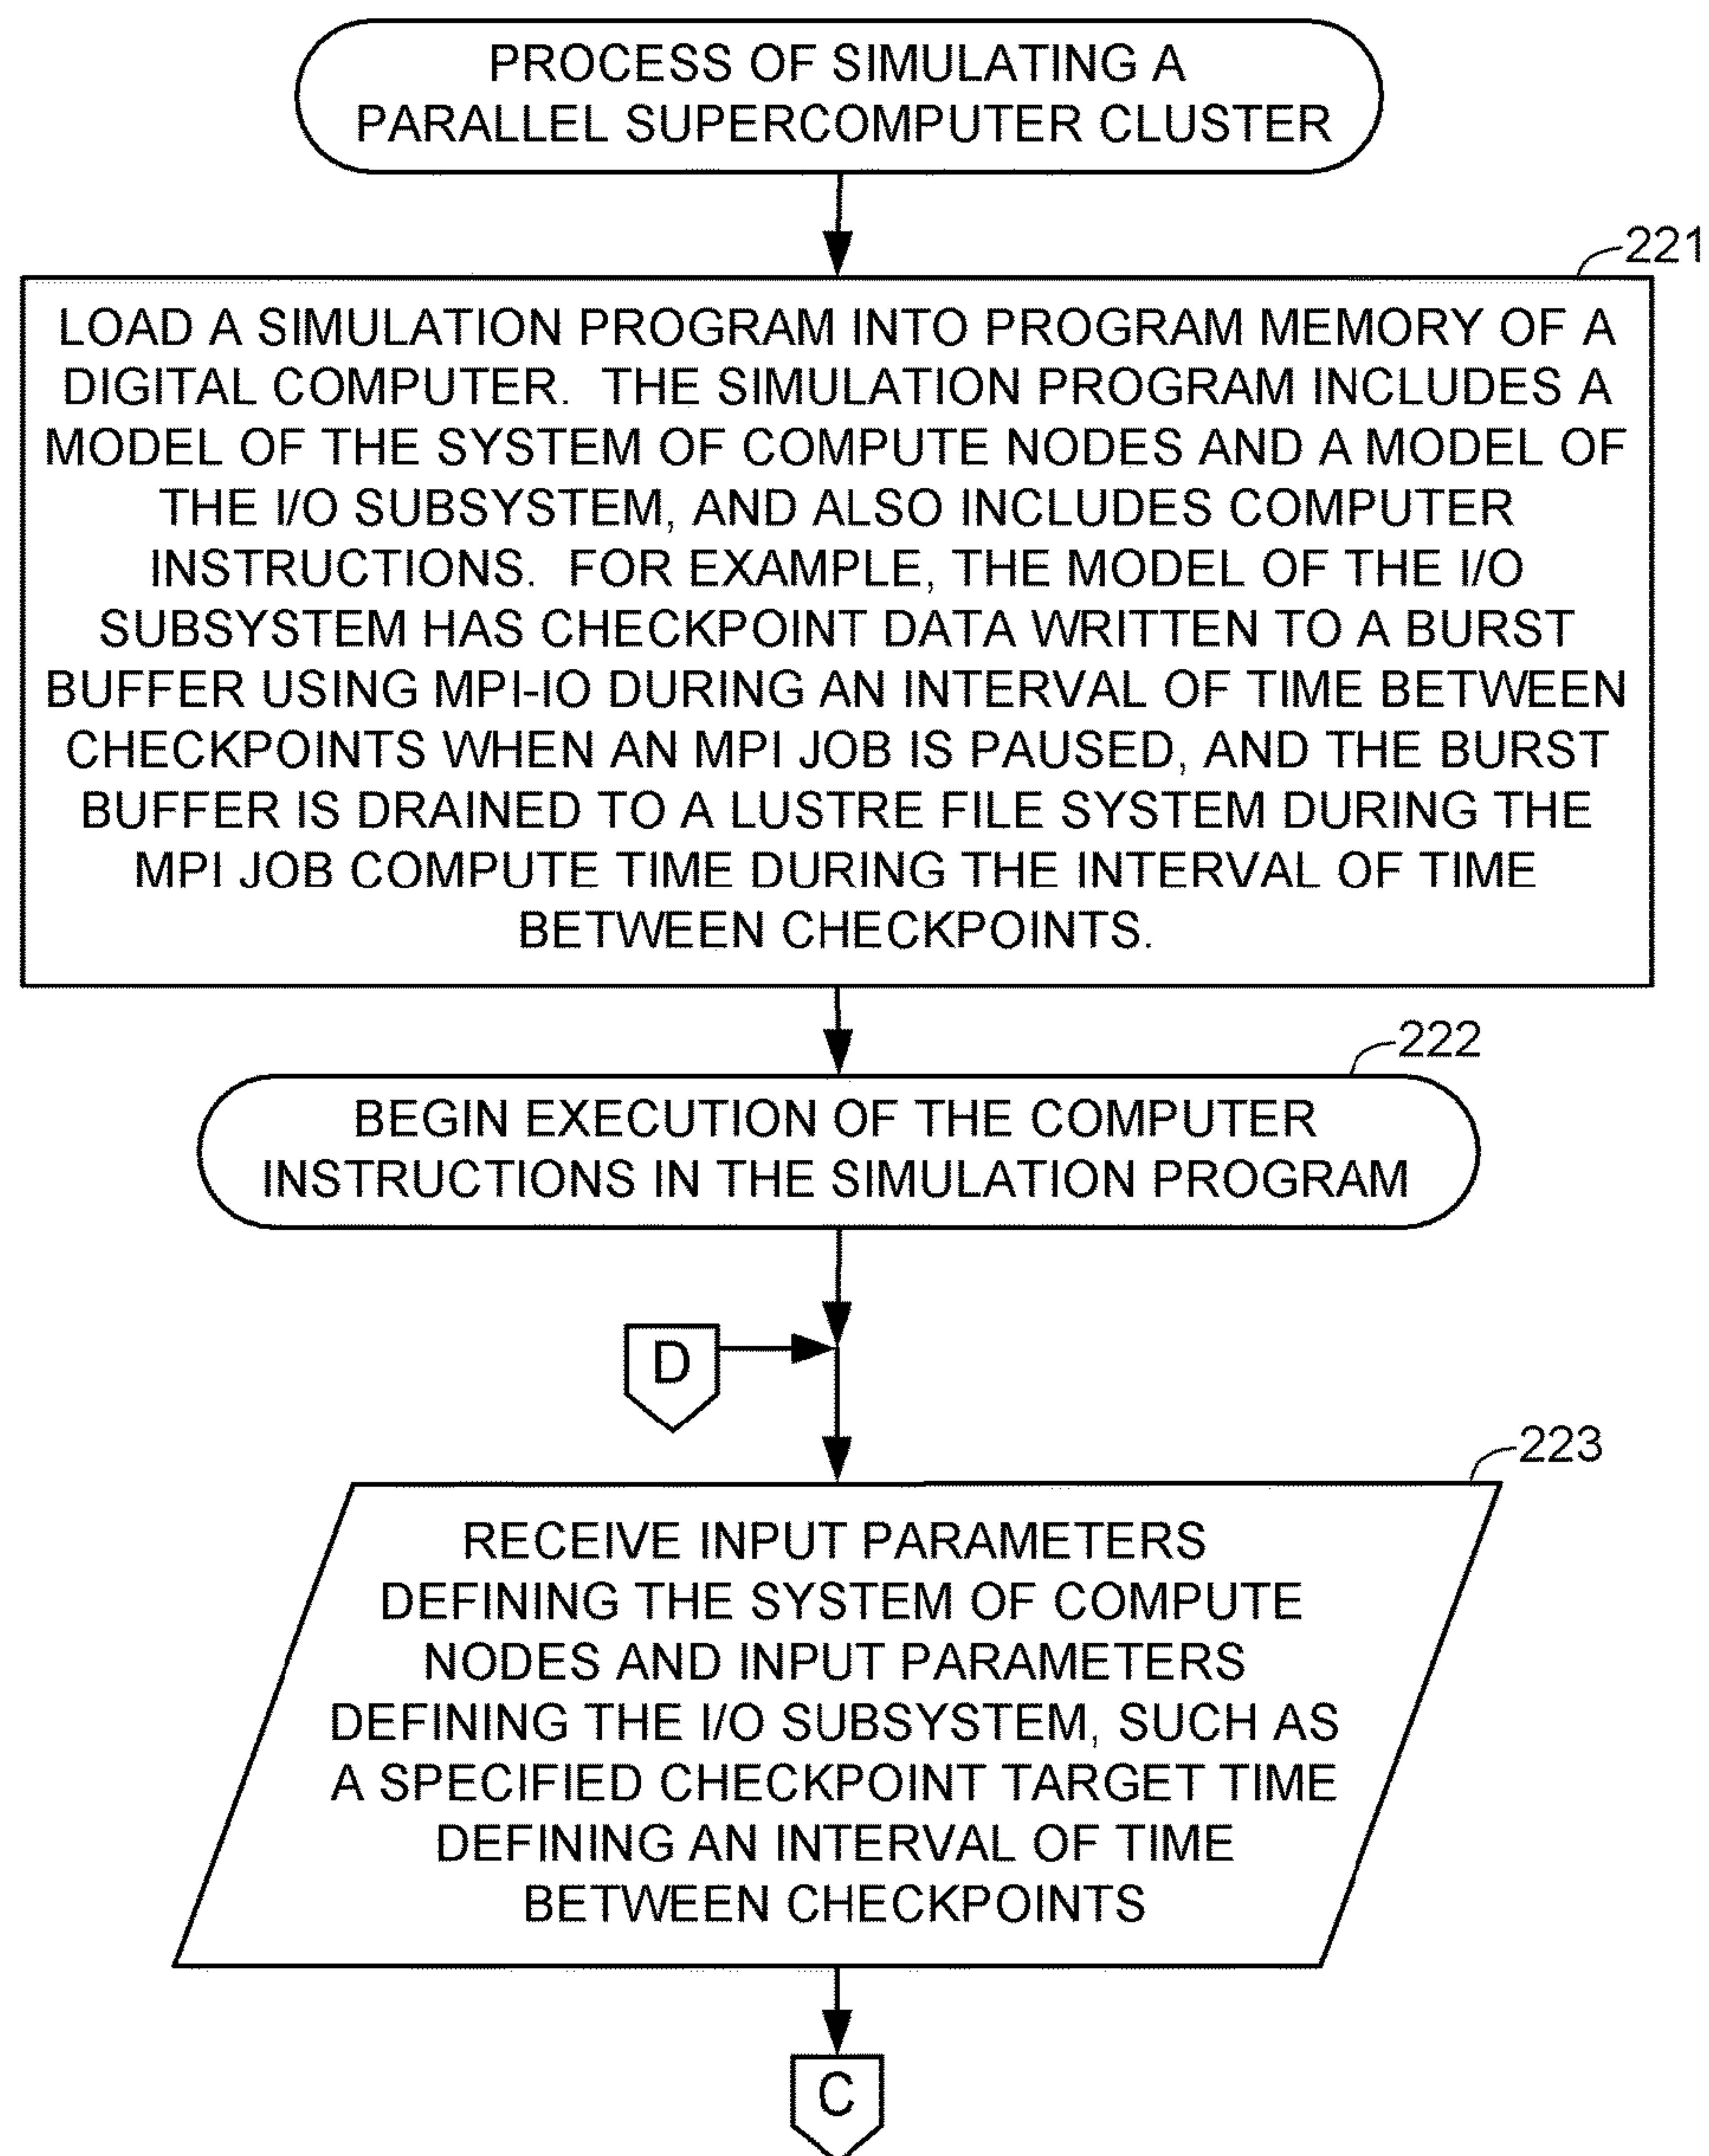 PROCESS OF SIMULATING A
PARALLEL SUPERCOMPUTER CLUSTER
221
LOAD A SIMULATION PROGRAM INTO PROGRAM MEMORY OF A
DIGITAL COMPUTER. THE SIMULATION PROGRAM INCLUDES A
MODEL OF THE SYSTEM OF COMPUTE NODES AND A MODEL OF
THE I/O SUBSYSTEM, AND ALSO INCLUDES COMPUTER
INSTRUCTIONS. FOR EXAMPLE, THE MODEL OF THE I/O
SUBSYSTEM HAS CHECKPOINT DATA WRITTEN TO A BURST
BUFFER USING MPI-IO DURING AN INTERVAL OF TIME BETWEEN
CHECKPOINTS WHEN AN MPI JOB IS PAUSED, AND THE BURST
BUFFER IS DRAINED TO A LUSTRE FILE SYSTEM DURING THE
MPI JOB COMPUTE TIME DURING THE INTERVAL OF TIME
BETWEEN CHECKPOINTS.
222
BEGIN EXECUTION OF THE COMPUTER
INSTRUCTIONS IN THE SIMULATION PROGRAM
D
223
RECEIVE INPUT PARAMETERS
DEFINING THE SYSTEM OF COMPUTE
NODES AND INPUT PARAMETERS
DEFINING THE I/O SUBSYSTEM, SUCH AS
A SPECIFIED CHECKPOINT TARGET TIME
DEFINING AN INTERVAL OF TIME
BETWEEN CHECKPOINTS
C